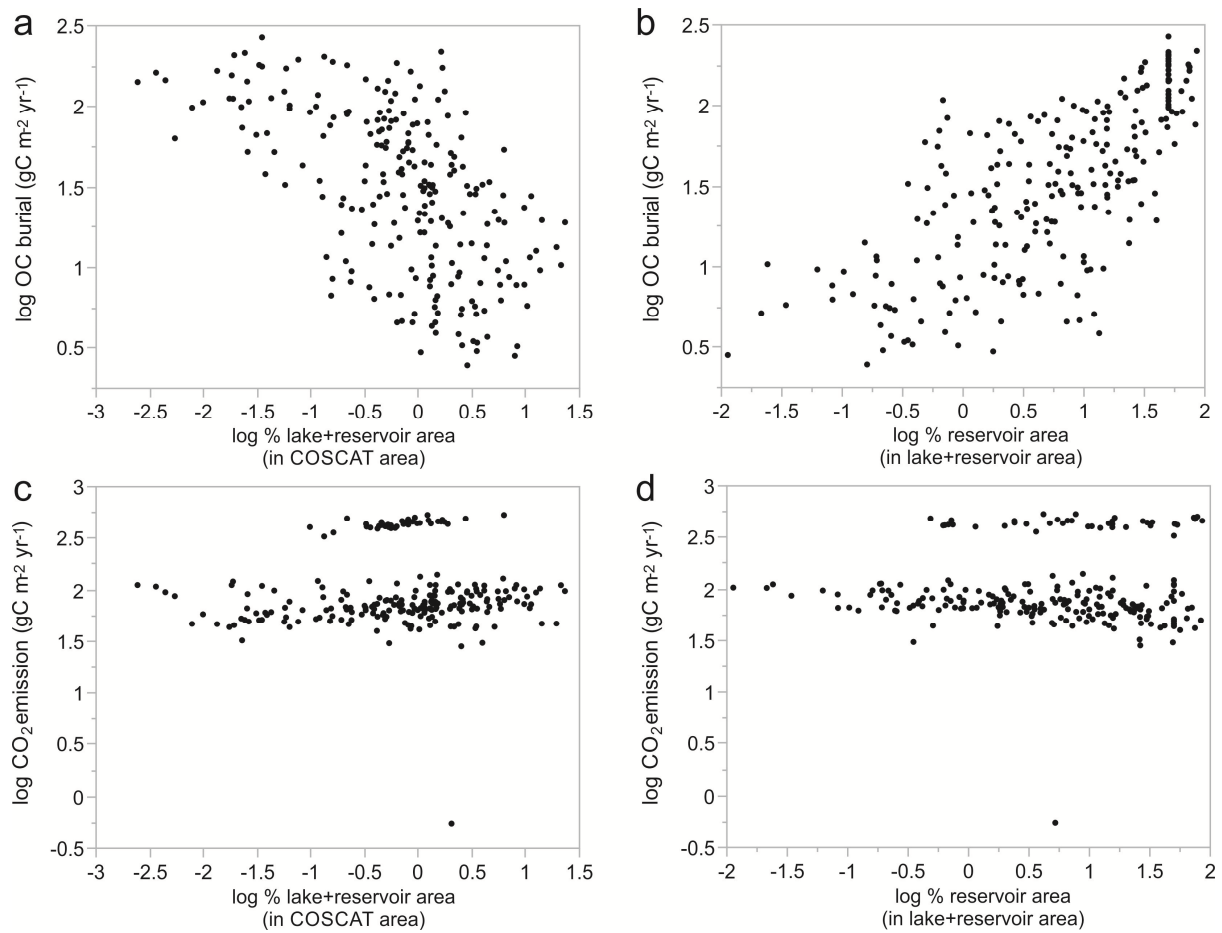 a
2.5
2
1.5
1
0.5
log OC burial (gC m-2 yr-1)
-3 -2.5 -2 -1.5 -1 -0.5 0 0.5 1 1.5
log % lake+reservoir area
(in COSCAT area)
b
2.5
2
1.5
1
0.5
log OC burial (gC m-2 yr-1)
-2 -1.5 -1 -0.5 0 0.5 1 1.5 2
log % reservoir area
(in lake+reservoir area)
c
3
2.5
2
1.5
1
0.5
0
-0.5
log CO2 emission (gC m-2 yr-1)
-3 -2.5 -2 -1.5 -1 -0.5 0 0.5 1 1.5
log % lake+reservoir area
(in COSCAT area)
d
3
2.5
2
1.5
1
0.5
0
-0.5
log CO2 emission (gC m-2 yr-1)
-2 -1.5 -1 -0.5 0 0.5 1 1.5 2
log % reservoir area
(in lake+reservoir area)